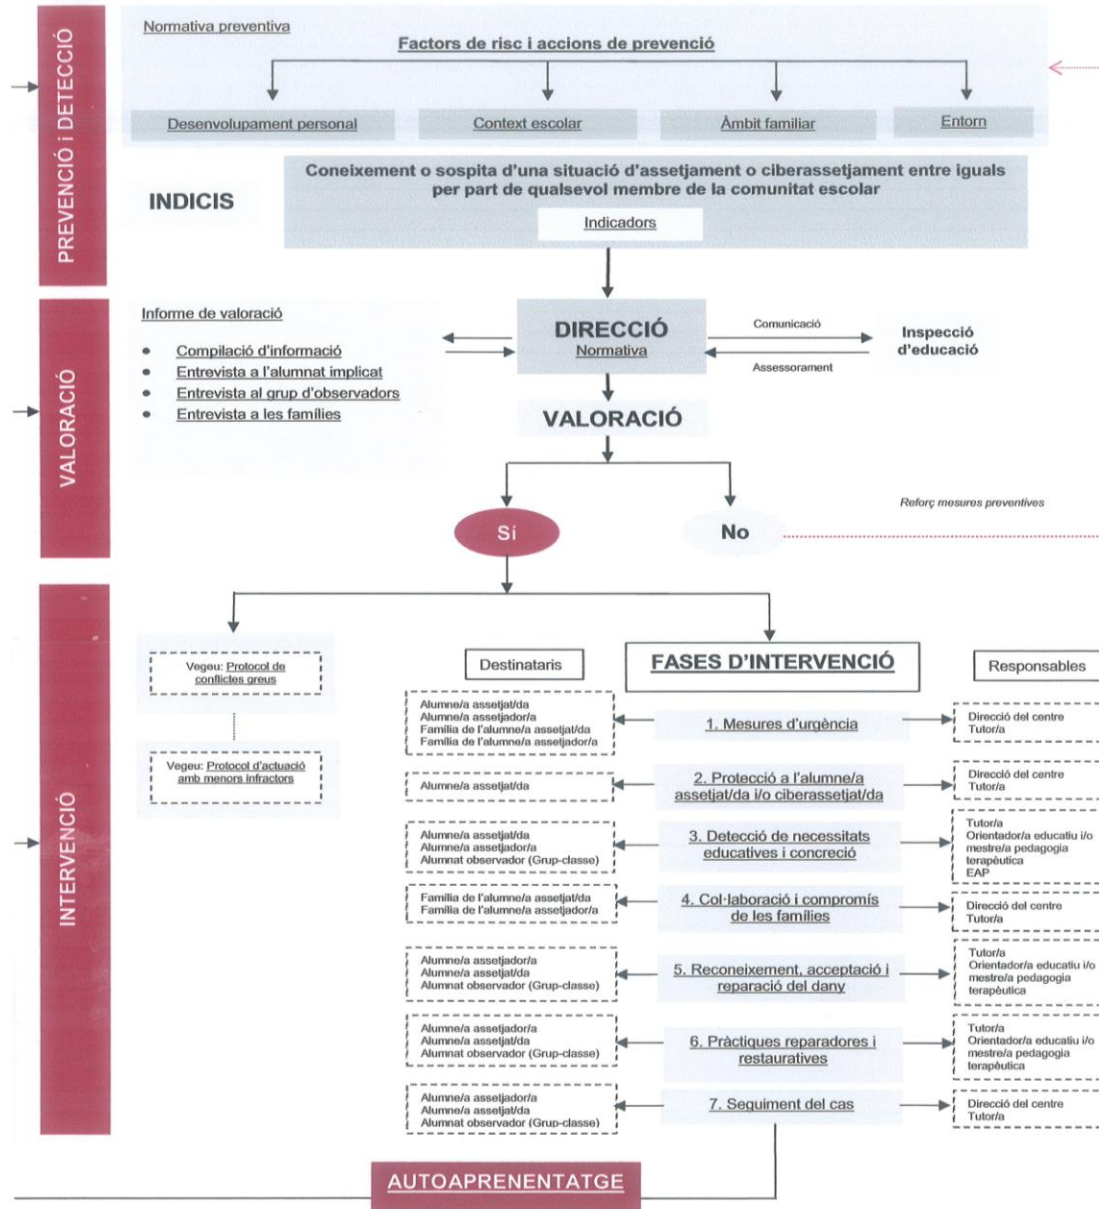 PREVENCIÓ i DETECCIÓ
Normativa preventiva
Factors de risc i accions de prevenció
Desenvolupament personal
Context escolar
Àmbit familiar
Entorn
INDICIS
Coneixement o sospita d'una situació d'assetjament o ciberassetjament entre iguals
per part de qualsevol membre de la comunitat escolar
Indicadors
VALORACIÓ
Informe de valoració
• Compilació d'informació
• Entrevista a l'alumnat implicat
• Entrevista al grup d'observadors
• Entrevista a les famílies
DIRECCIÓ
Normativa
Comunicació
Assessorament
Inspecció
d'educació
VALORACIÓ
Sí
No
Reforç mesures preventives
INTERVENCIÓ
Vegeu: Protocol de
conflictes greus
Vegeu: Protocol d'actuació
amb menors infractors
Destinataris
FASES D'INTERVENCIÓ
Responsables
Alumne/a assetjat/da
Alumne/a assetjador/a
Família de l'alumne/a assetjat/da
Família de l'alumne/a assetjador/a
1. Mesures d'urgència
Direcció del centre
Tutor/a
Alumne/a assetjat/da
2. Protecció a l'alumne/a
assetjat/da i/o ciberassetjat/da
Direcció del centre
Tutor/a
Alumne/a assetjat/da
Alumne/a assetjador/a
Alumnat observador (Grup-classe)
3. Detecció de necessitats
educatives i concreció
Tutor/a
Orientador/a educatiu i/o
mestre/a pedagogia
terapèutica
EAP
Família de l'alumne/a assetjat/da
Família de l'alumne/a assetjador/a
4. Col·laboració i compromís
de les famílies
Direcció del centre
Tutor/a
Alumne/a assetjador/a
Alumne/a assetjat/da
Alumnat observador (Grup-classe)
5. Reconeixement, acceptació i
reparació del dany
Tutor/a
Orientador/a educatiu i/o
mestre/a pedagogia
terapèutica
Alumne/a assetjador/a
Alumne/a assetjat/da
Alumnat observador (Grup-classe)
6. Pràctiques reparadores i
restauratives
Tutor/a
Orientador/a educatiu i/o
mestre/a pedagogia
terapèutica
Alumne/a assetjador/a
Alumne/a assetjat/da
Alumnat observador (Grup-classe)
7. Seguiment del cas
Direcció del centre
Tutor/a
AUTOAPRENENTATGE